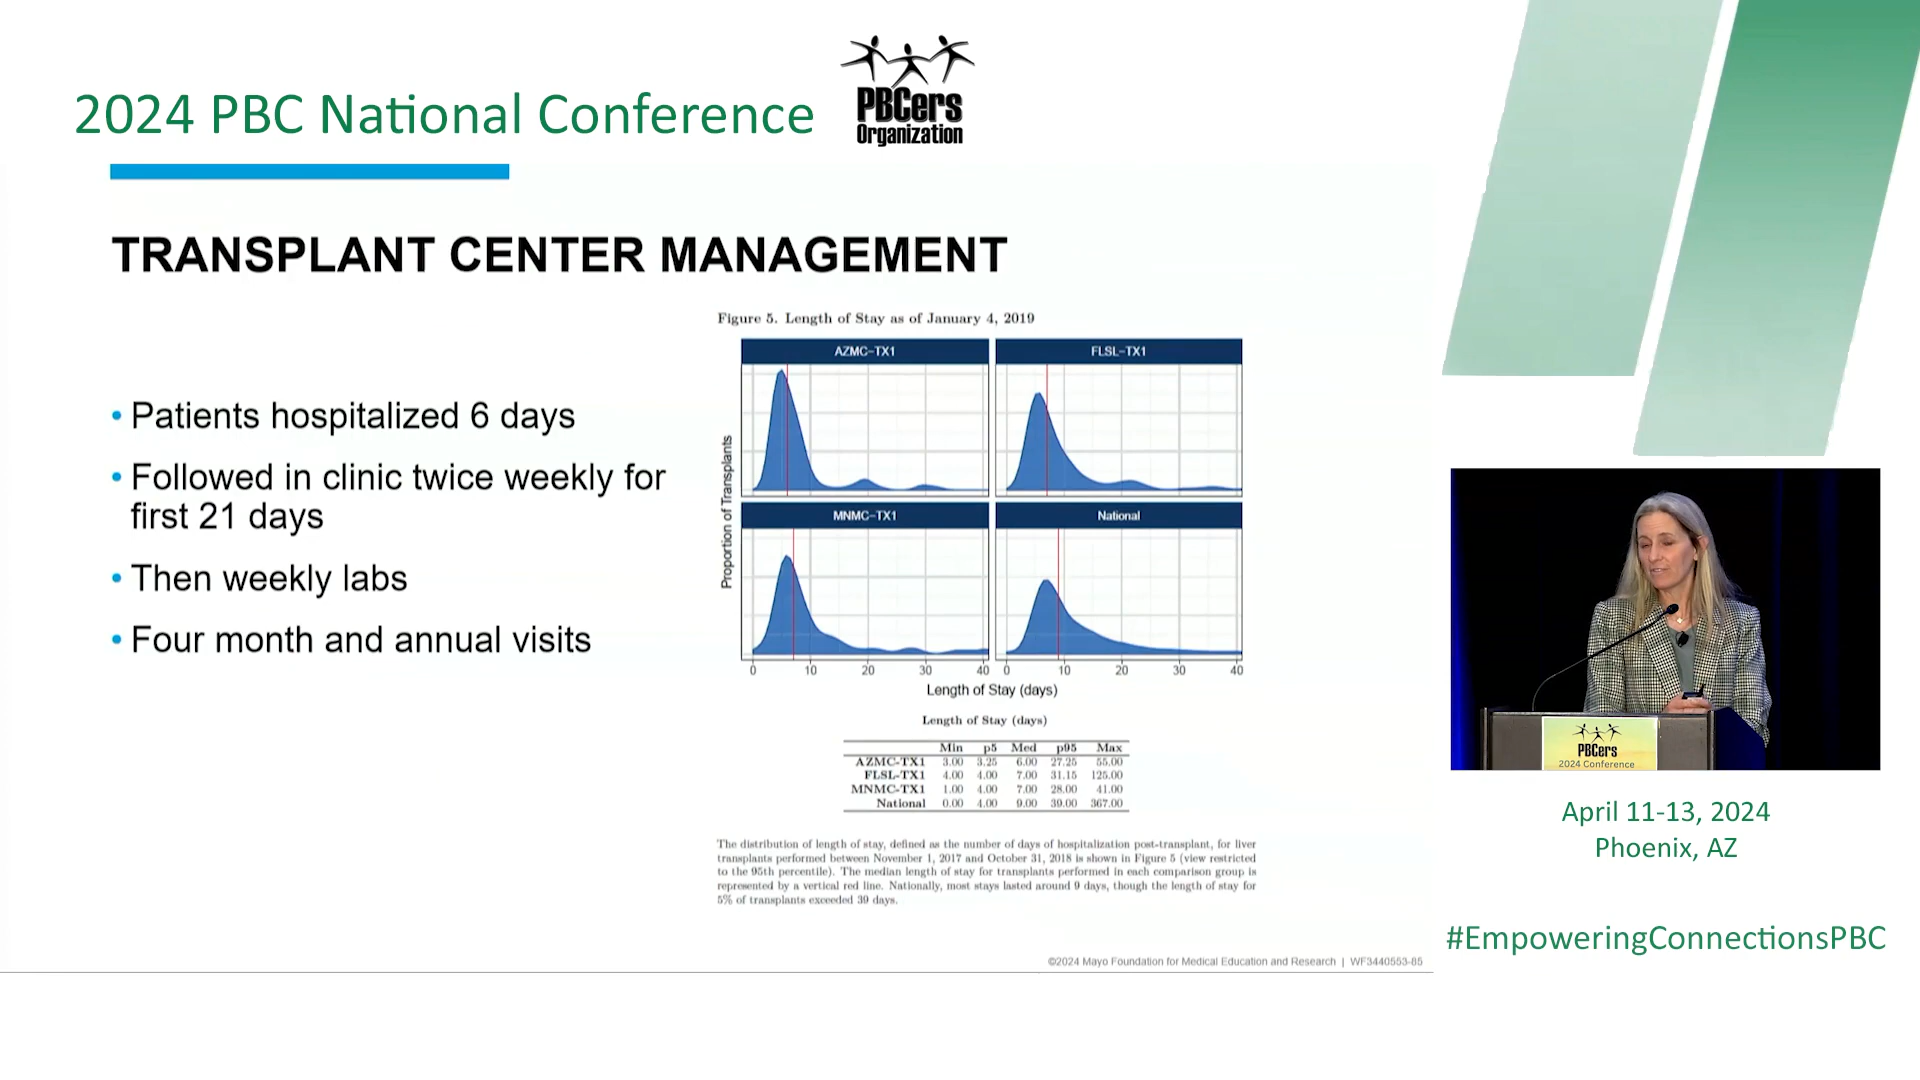 2024 PBC National Conference
PBCers
Organization
TRANSPLANT CENTER MANAGEMENT
• Patients hospitalized 6 days
• Followed in clinic twice weekly for
first 21 days
• Then weekly labs
• Four month and annual visits
Figure 5. Length of Stay as of January 4, 2019
AZMC-TX1 FLSL-TX1
MNMC-TX1 National
Proportion of Transplants
0 10 20 30 40 0 10 20 30 40
Length of Stay (days)
Length of Stay (days)
Min p5 Med p95 Max
AZMC-TX1 3.00 3.25 6.00 27.25 55.00
FLSL-TX1 4.00 4.00 7.00 31.15 125.00
MNMC-TX1 1.00 4.00 7.00 28.00 41.00
National 0.00 4.00 9.00 39.00 367.00
The distribution of length of stay, defined as the number of days of hospitalization post-transplant, for liver
transplants performed between November 1, 2017 and October 31, 2018 is shown in Figure 5 (view restricted
to the 95th percentile). The median length of stay for transplants performed in each comparison group is
represented by a vertical red line. Nationally, most stays lasted around 9 days, though the length of stay for
5% of transplants exceeded 39 days.
©2024 Mayo Foundation for Medical Education and Research | WF3440553-85
PBCers
2024 Conference
April 11-13, 2024
Phoenix, AZ
#EmpoweringConnectionsPBC